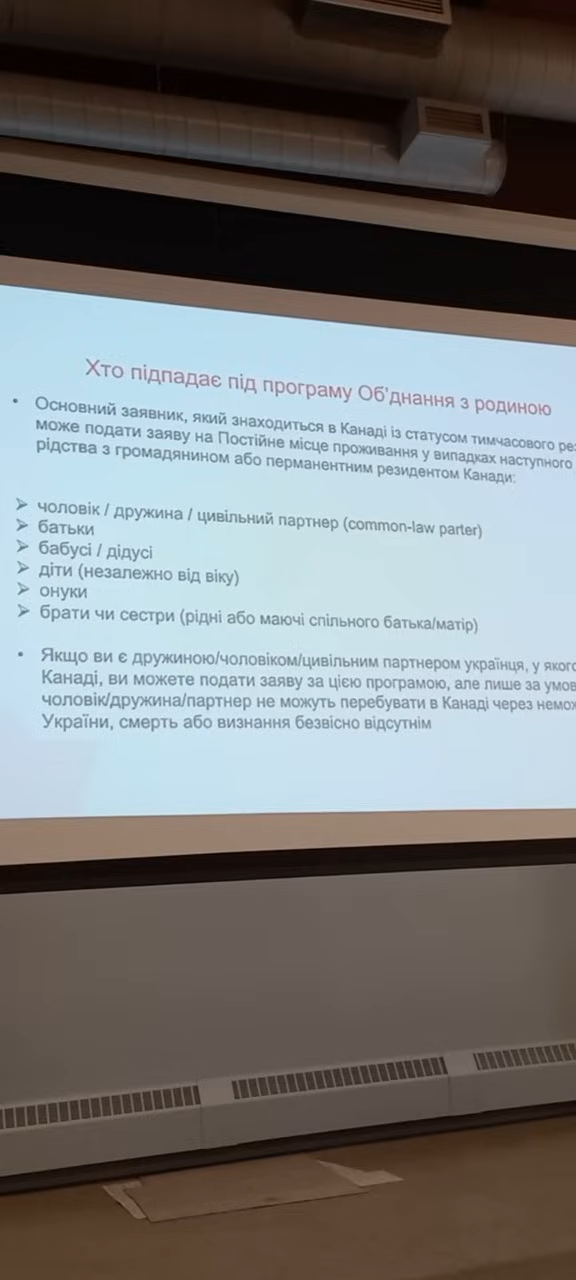 Хто підпадає під програму Об'днання з родиною
• Основний заявник, який знаходиться в Канаді із статусом тимчасового
може подати заяву на Постійне місце проживання у випадках наступного
рідства з громадянином або перманентним резидентом Канади:
➢ чоловік / дружина / цивільний партнер (common-law parter)
➢ батьки
➢ бабусі / дідусі
➢ діти (незалежно від віку)
➢ онуки
➢ брати чи сестри (рідні або маючі спільного батька/матір)
• Якщо ви є дружиною/чоловіком/цивільним партнером українця, у якого
Канаді, ви можете подати заяву за цією програмою, але лише за
чоловік/дружина/партнер не можуть перебувати в Канаді через
України, смерть або визнання безвісно відсутнім